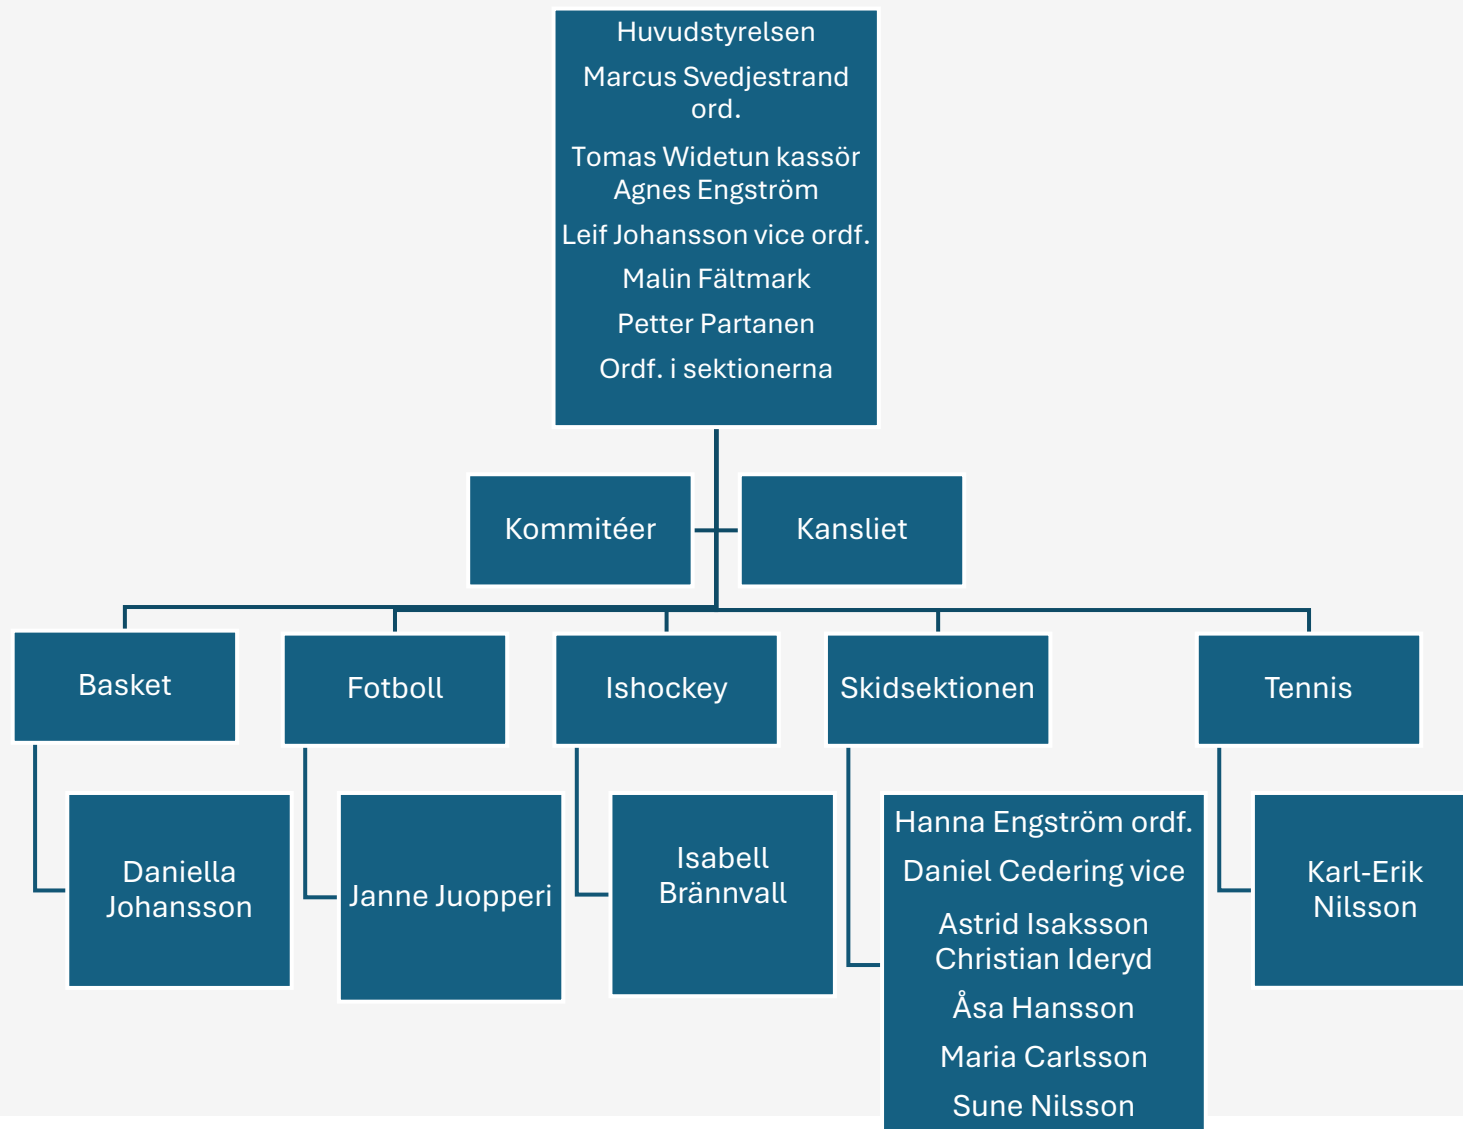 Huvudstyrelsen
Marcus Svedjestrand
ord.
Tomas Widetun kassör
Agnes Engström
Leif Johansson vice ordf.
Malin Fältmark
Petter Partanen
Ordf. i sektionerna
Kommitéer
Kansliet
Basket
Fotboll
Ishockey
Skidsektionen
Tennis
Daniella
Johansson
Janne Juopperi
Isabell
Brännvall
Hanna Engström ordf.
Daniel Cedering vice
Astrid Isaksson
Christian Ideryd
Åsa Hansson
Maria Carlsson
Sune Nilsson
Karl-Erik
Nilsson